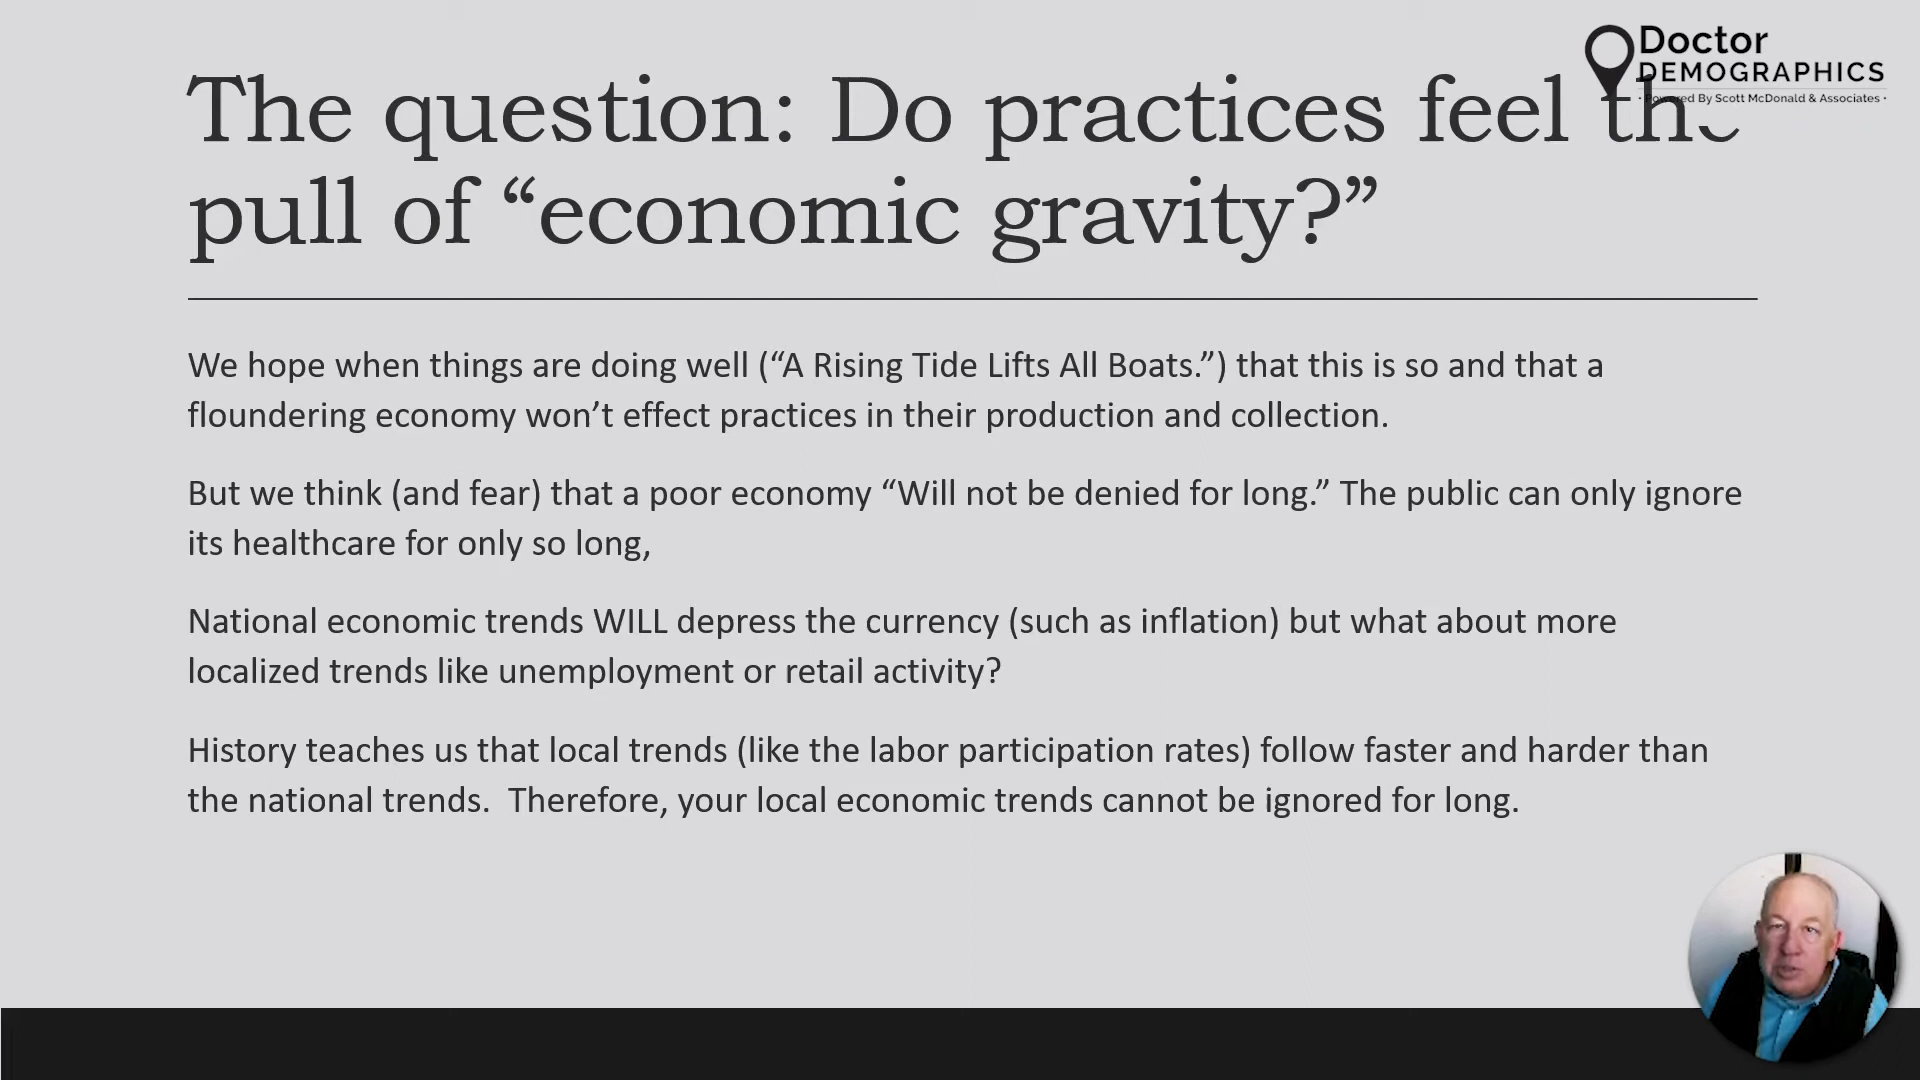 Doctor
DEMOGRAPHICS
• Powered By Scott McDonald & Associates •
The question: Do practices feel the
pull of “economic gravity?”
We hope when things are doing well (“A Rising Tide Lifts All Boats.”) that this is so and that a
floundering economy won’t effect practices in their production and collection.
But we think (and fear) that a poor economy “Will not be denied for long.” The public can only ignore
its healthcare for only so long,
National economic trends WILL depress the currency (such as inflation) but what about more
localized trends like unemployment or retail activity?
History teaches us that local trends (like the labor participation rates) follow faster and harder than
the national trends.  Therefore, your local economic trends cannot be ignored for long.